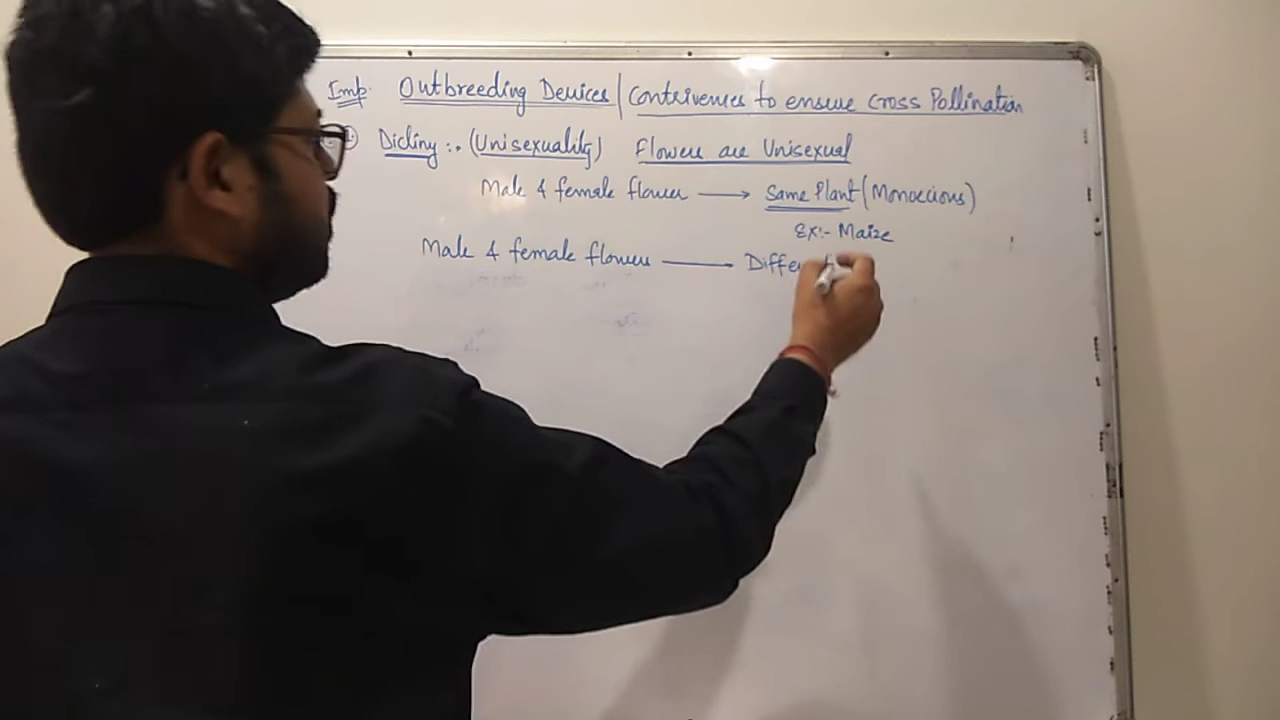 Imp. Outbreeding Devices | Contrivences to ensure Cross Pollination
Dicliny :- (Unisexuality) Flowers are Unisexual
Male & female flower → Same Plant (Monoecious)
Ex:- Maize
Male & female flowers —— Differ